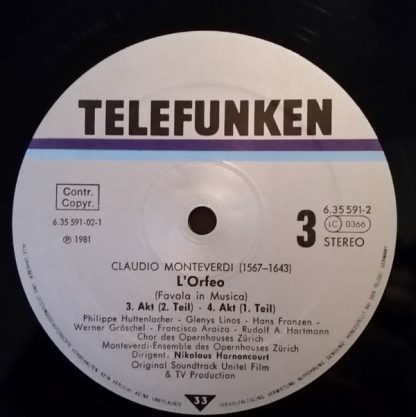 TELEFUNKEN
Contr.
Copyr.
6.35 591-02-1
Ⓟ 1981
3
6.35 591-2
LC 0366
STEREO
CLAUDIO MONTEVERDI (1567–1643)
L'Orfeo
(Favola in Musica)
3. Akt (2. Teil) - 4. Akt (1. Teil)
Philippe Huttenlocher - Glenys Linos - Hans Franzen -
Werner Gröschel - Francisco Araiza - Rudolf A. Hartmann
Chor des Opernhauses Zürich
Monteverdi-Ensemble des Opernhauses Zürich
Dirigent: Nikolaus Harnoncourt
Original Soundtrack Unitel Film
& TV Production
33